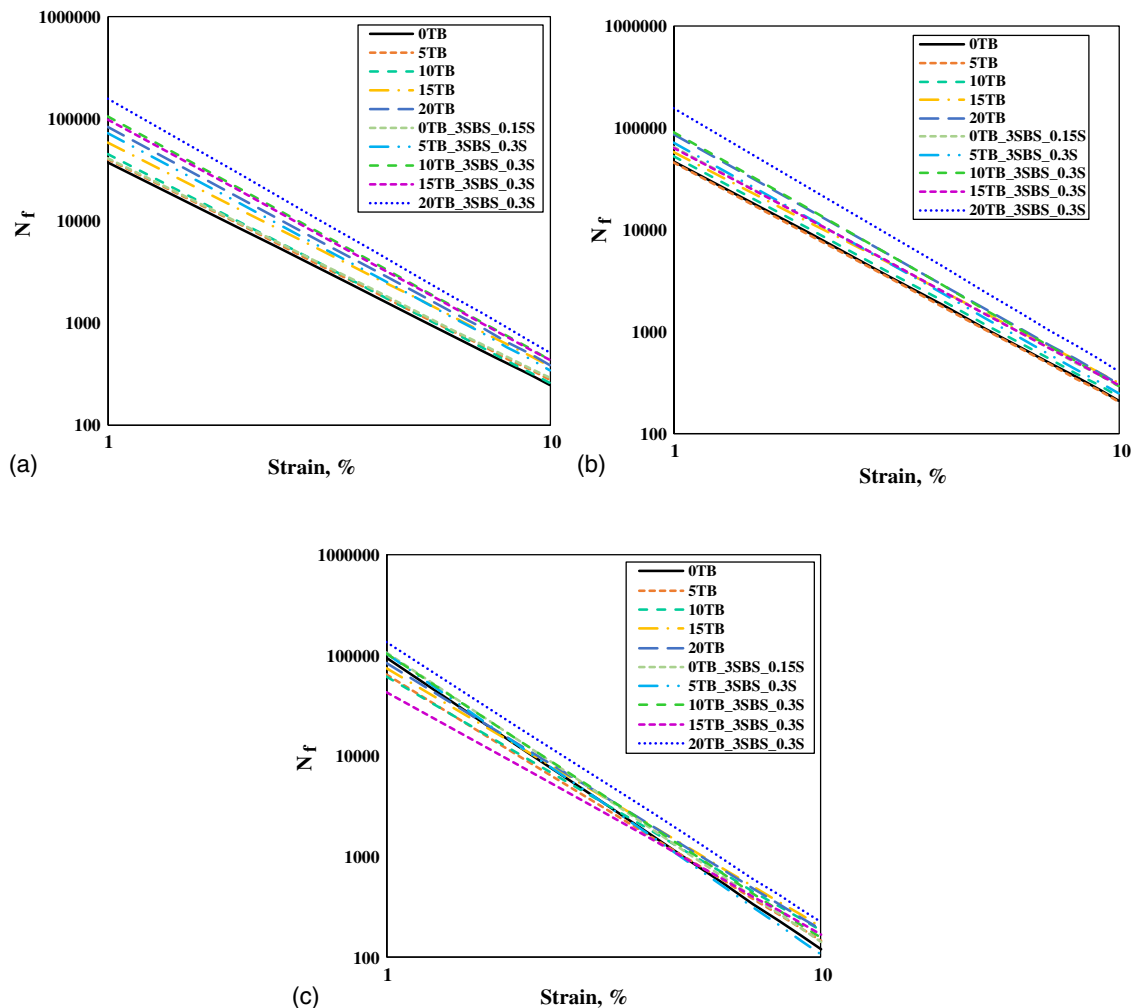 1000000
100000
10000
1000
100
N f
1
10
Strain, %
(a)
0TB
5TB
10TB
15TB
20TB
0TB_3SBS_0.15S
5TB_3SBS_0.3S
10TB_3SBS_0.3S
15TB_3SBS_0.3S
20TB_3SBS_0.3S
1000000
100000
10000
1000
100
N f
1
10
Strain, %
(b)
0TB
5TB
10TB
15TB
20TB
0TB_3SBS_0.15S
5TB_3SBS_0.3S
10TB_3SBS_0.3S
15TB_3SBS_0.3S
20TB_3SBS_0.3S
1000000
100000
10000
1000
100
N f
1
10
Strain, %
(c)
0TB
5TB
10TB
15TB
20TB
0TB_3SBS_0.15S
5TB_3SBS_0.3S
10TB_3SBS_0.3S
15TB_3SBS_0.3S
20TB_3SBS_0.3S